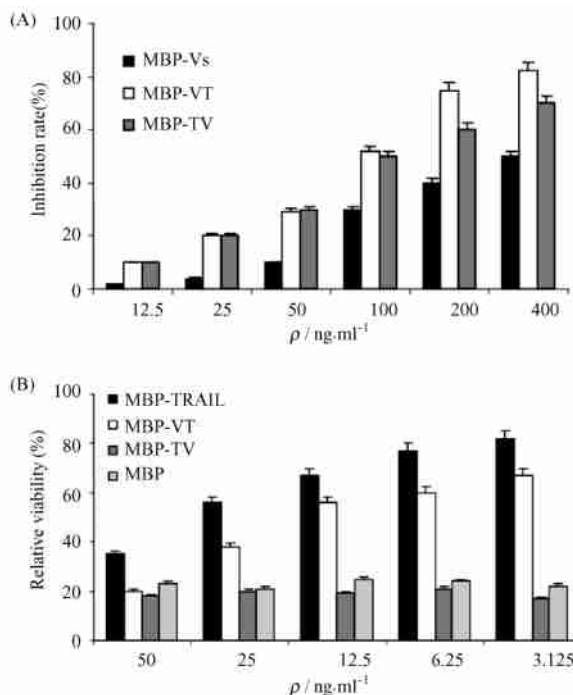 (A)
100
80
60
40
20
0
Inhibition rate(%)
MBP-Vs
MBP-VT
MBP-TV
12.5 25 50 100 200 400
ρ / ng·ml⁻¹
(B)
100
80
60
40
20
0
Relative viability (%)
MBP-TRAIL
MBP-VT
MBP-TV
MBP
50 25 12.5 6.25 3.125
ρ / ng·ml⁻¹